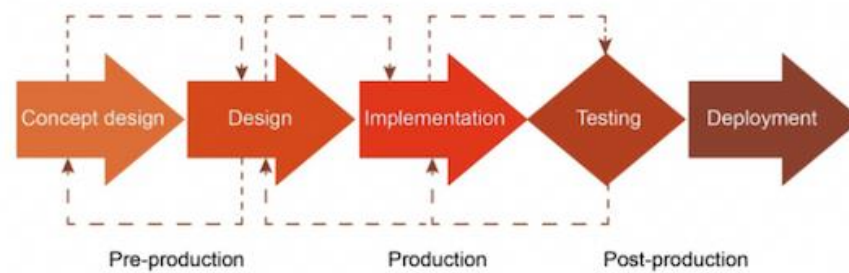 Concept design
Design
Implementation
Testing
Deployment
Pre-production
Production
Post-production